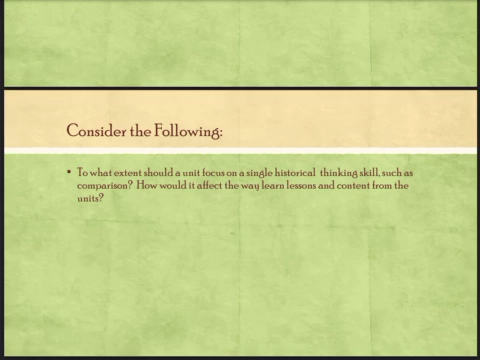 Consider the Following:
• To what extent should a unit focus on a single historical thinking skill, such as
comparison? How would it affect the way learn lessons and content from the
units?